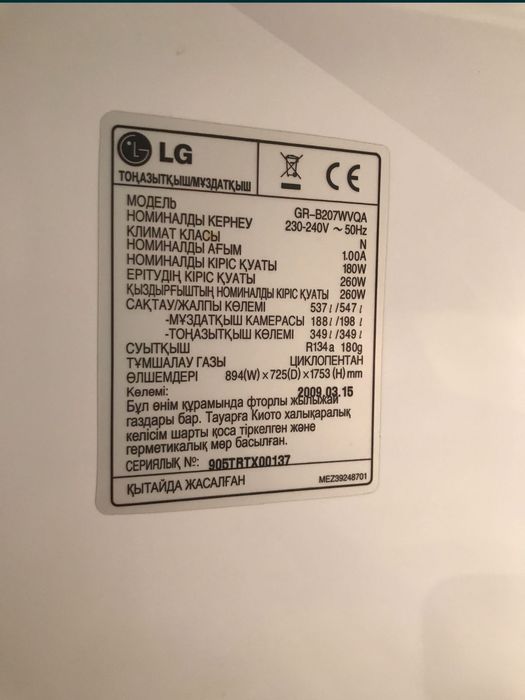 LG
CE
ТОҢАЗЫТҚЫШ/МҰЗДАТҚЫШ
МОДЕЛЬ GR-B207WVQA
НОМИНАЛДЫ КЕРНЕУ 230-240V ~ 50Hz
КЛИМАТ КЛАСЫ N
НОМИНАЛДЫ АҒЫМ 1.00A
НОМИНАЛДЫ КІРІС ҚУАТЫ 180W
ЕРІТУДІҢ КІРІС ҚУАТЫ 260W
ҚЫЗДЫРҒЫШТЫҢ НОМИНАЛДЫ КІРІС ҚУАТЫ 260W
САҚТАУ/ЖАЛПЫ КӨЛЕМІ 537 l / 547 l
-МҰЗДАТҚЫШ КАМЕРАСЫ 188 l / 198 l
-ТОҢАЗЫТҚЫШ КӨЛЕМІ 349 l / 349 l
СУЫТҚЫШ R134a 180g
ТҰМШАЛАУ ГАЗЫ ЦИКЛОПЕНТАН
ӨЛШЕМДЕРІ 894(W) x 725(D) x 1753 (H) mm
Көлемі: 2009.03.15
Бұл өнім құрамында фторлы жылыжай
газдары бар. Тауарға Киото халықаралық
келісім шарты қоса тіркелген және
герметикалық мөр басылған.
СЕРИЯЛЫҚ №: 905TRTX00137
ҚЫТАЙДА ЖАСАЛҒАН MEZ39248701